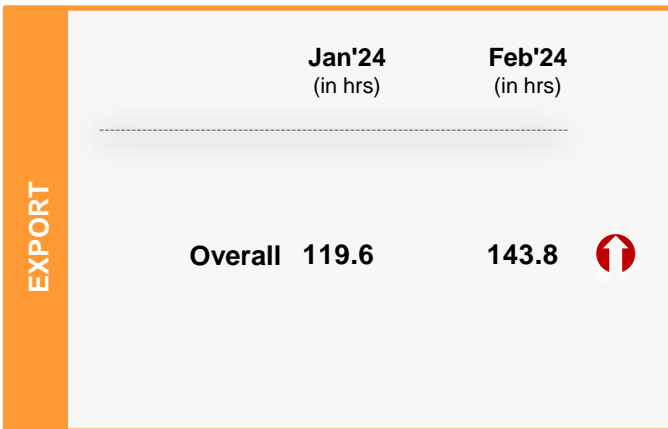 Jan'24 Feb'24
(in hrs) (in hrs)
EXPORT
Overall 119.6 143.8